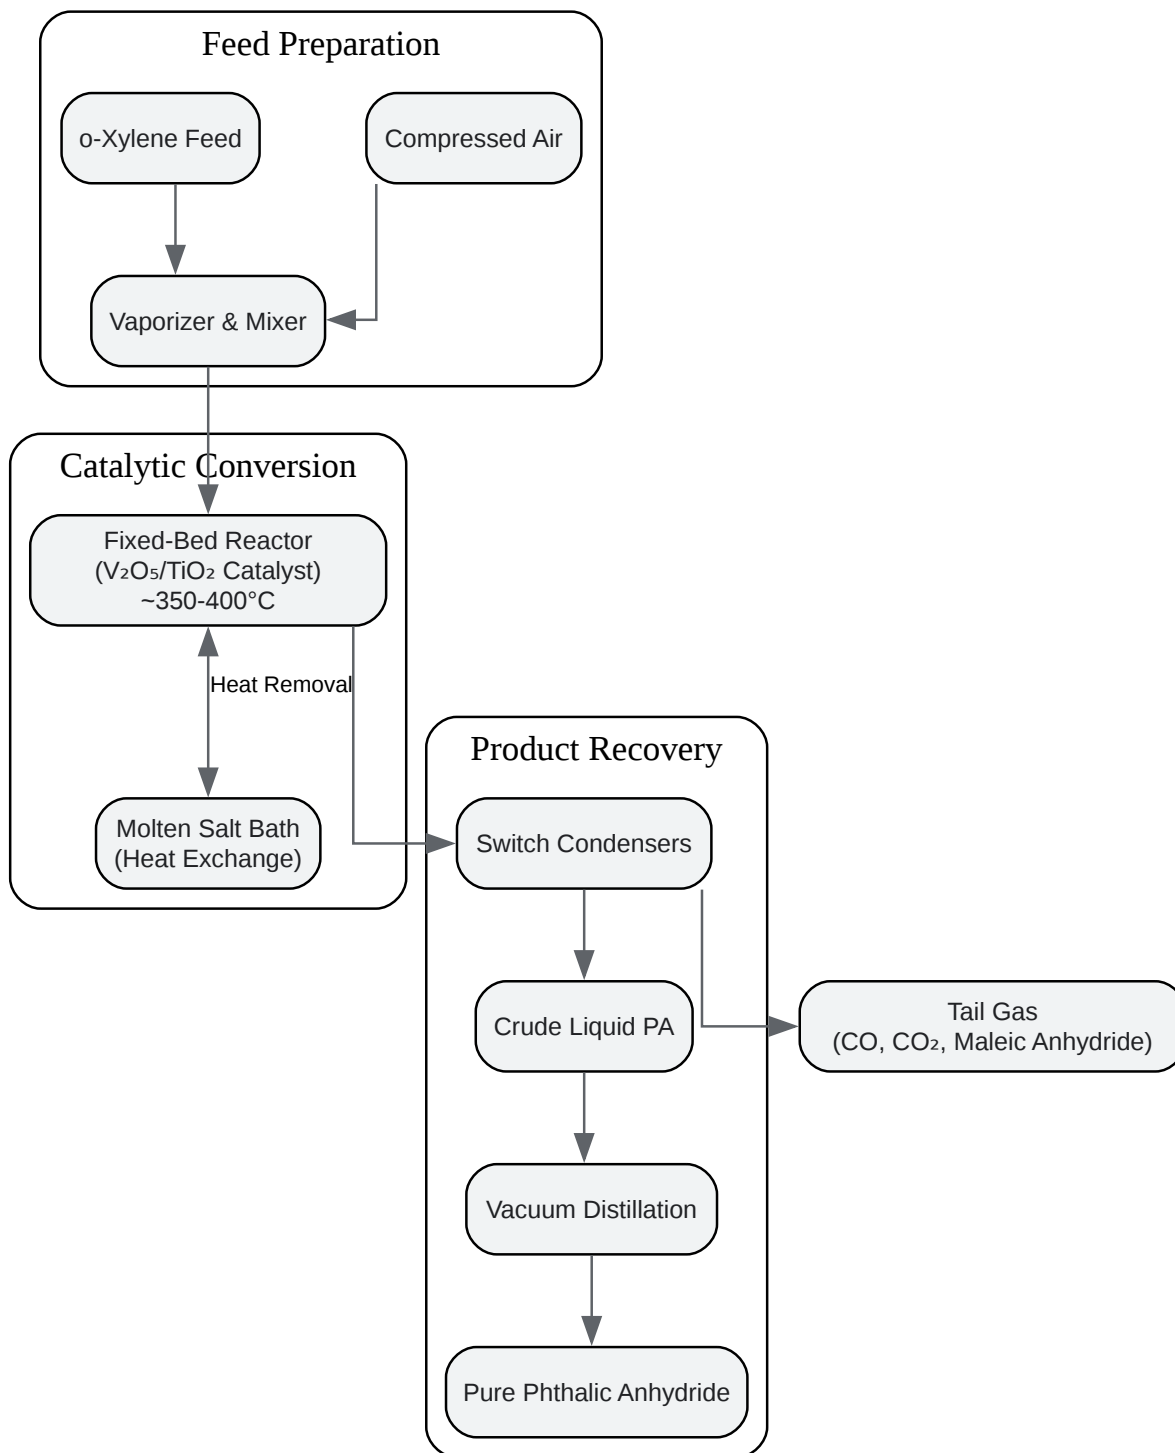 Feed Preparation
o-Xylene Feed
Compressed Air
Vaporizer & Mixer
Catalytic Conversion
Fixed-Bed Reactor
(V₂O₅/TiO₂ Catalyst)
~350-400°C
Heat Removal
Molten Salt Bath
(Heat Exchange)
Product Recovery
Switch Condensers
Crude Liquid PA
Tail Gas
(CO, CO₂, Maleic Anhydride)
Vacuum Distillation
Pure Phthalic Anhydride